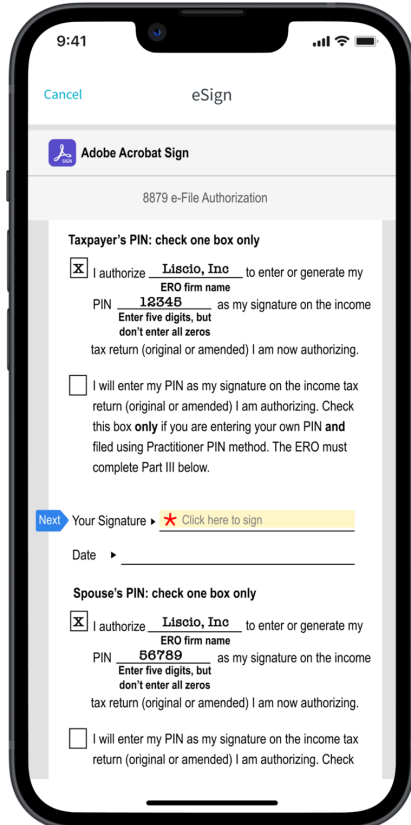 9:41
Cancel eSign
SIGN Adobe Acrobat Sign
8879 e-File Authorization
Taxpayer's PIN: check one box only
X I authorize Liscio, Inc to enter or generate my
ERO firm name
PIN 12345 as my signature on the income
Enter five digits, but
don't enter all zeros
tax return (original or amended) I am now authorizing.
I will enter my PIN as my signature on the income tax
return (original or amended) I am authorizing. Check
this box only if you are entering your own PIN and
filed using Practitioner PIN method. The ERO must
complete Part III below.
Next Your Signature ▸ * Click here to sign
Date ▸
Spouse's PIN: check one box only
X I authorize Liscio, Inc to enter or generate my
ERO firm name
PIN 56789 as my signature on the income
Enter five digits, but
don't enter all zeros
tax return (original or amended) I am now authorizing.
I will enter my PIN as my signature on the income tax
return (original or amended) I am authorizing. Check